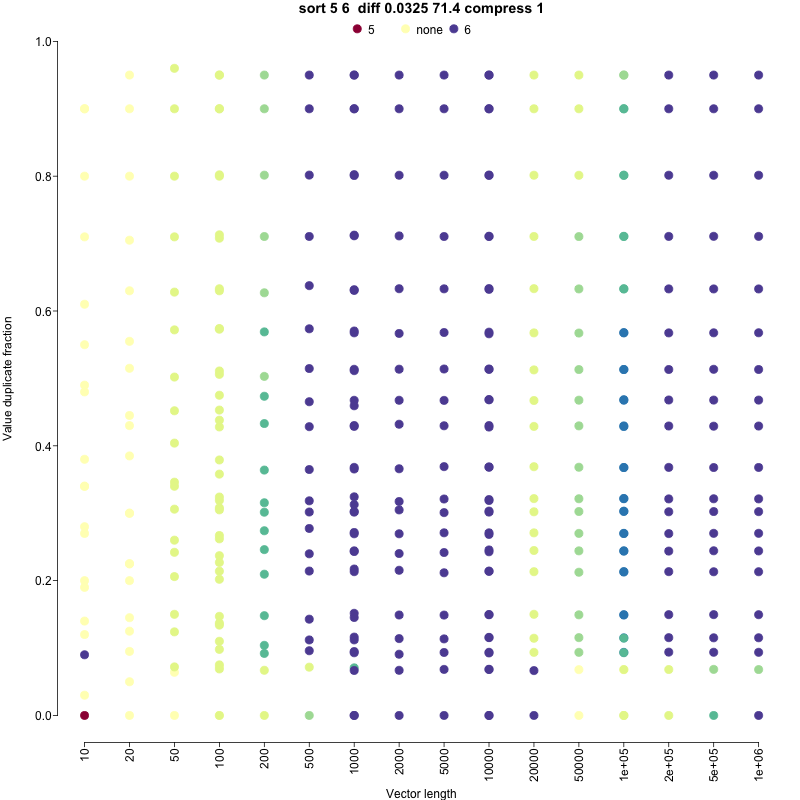 sort 5 6 diff 0.0325 71.4 compress 1
5 none 6
1.0
0.8
0.6
0.4
0.2
0.0
Value duplicate fraction
10 20 50 100 200 500 1000 2000 5000 10000 20000 50000 1e+05 2e+05 5e+05 1e+06
Vector length